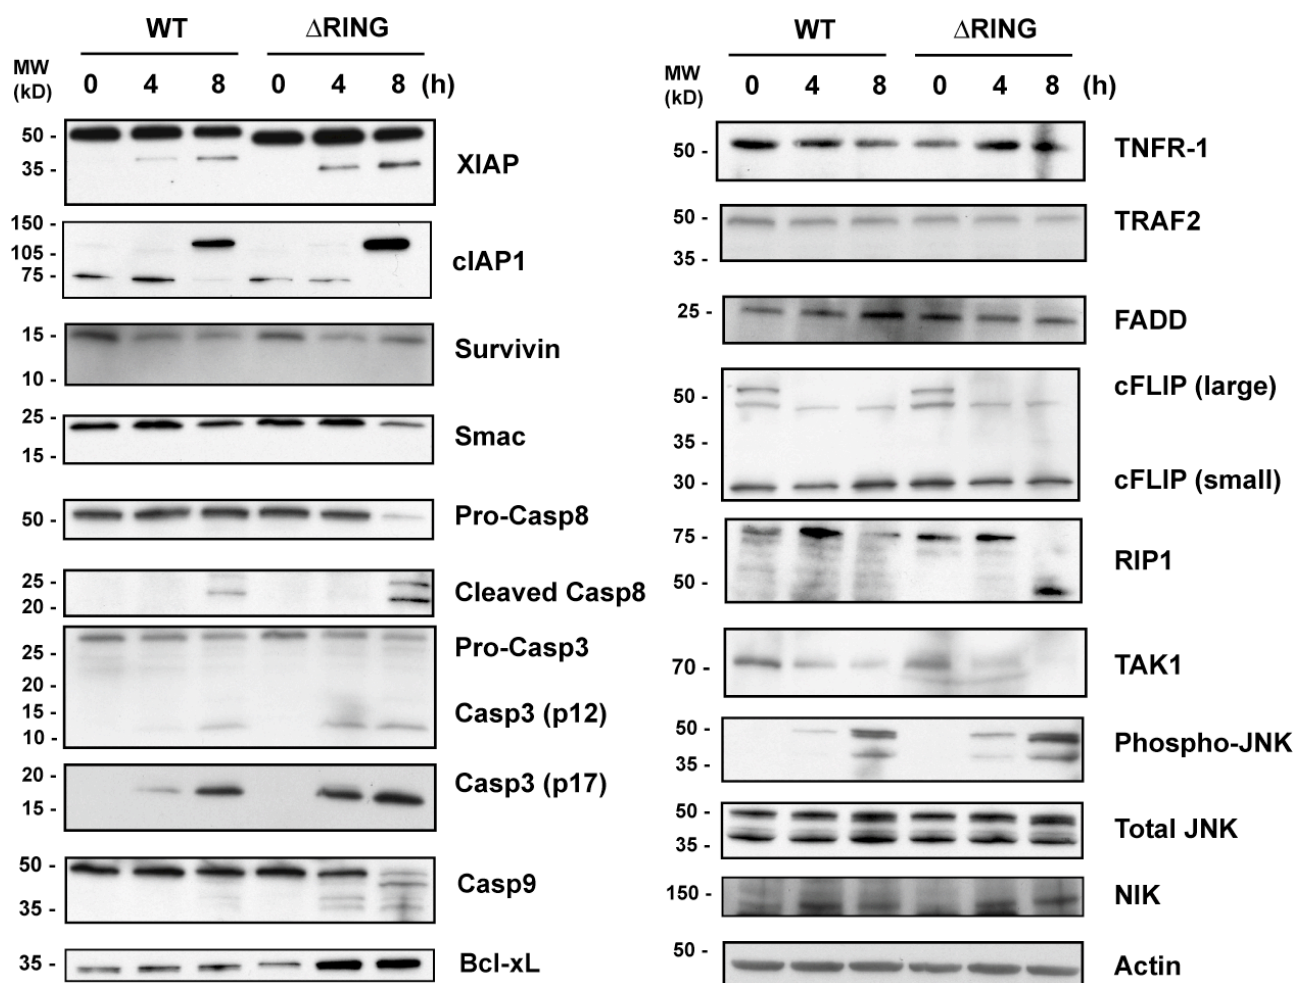 WT ΔRING
MW
(kD)
0 4 8 0 4 8 (h)
50 -
35 -
XIAP
150 -
105 -
75 -
cIAP1
15 -
10 -
Survivin
25 -
15 -
Smac
50 -
Pro-Casp8
25 -
20 -
Cleaved Casp8
Pro-Casp3
25 -
20 -
15 -
10 -
Casp3 (p12)
20 -
15 -
Casp3 (p17)
50 -
35 -
Casp9
35 -
Bcl-xL
WT ΔRING
MW
(kD)
0 4 8 0 4 8 (h)
50 -
TNFR-1
50 -
35 -
TRAF2
25 -
FADD
cFLIP (large)
50 -
35 -
30 -
cFLIP (small)
75 -
50 -
RIP1
70 -
TAK1
50 -
35 -
Phospho-JNK
50 -
35 -
Total JNK
150 -
NIK
50 -
Actin